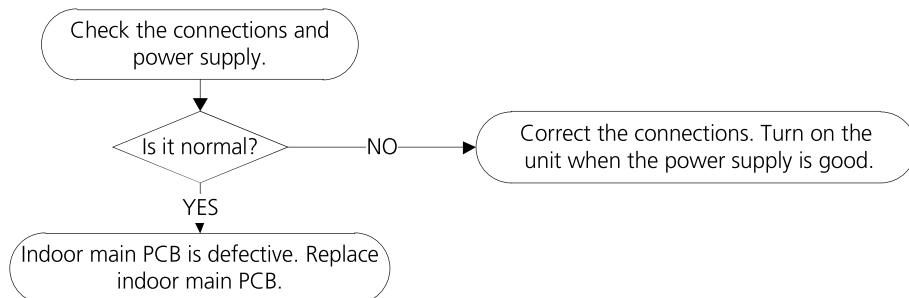 Check the connections and
power supply.
Is it normal?
NO
Correct the connections. Turn on the
unit when the power supply is good.
YES
Indoor main PCB is defective. Replace
indoor main PCB.